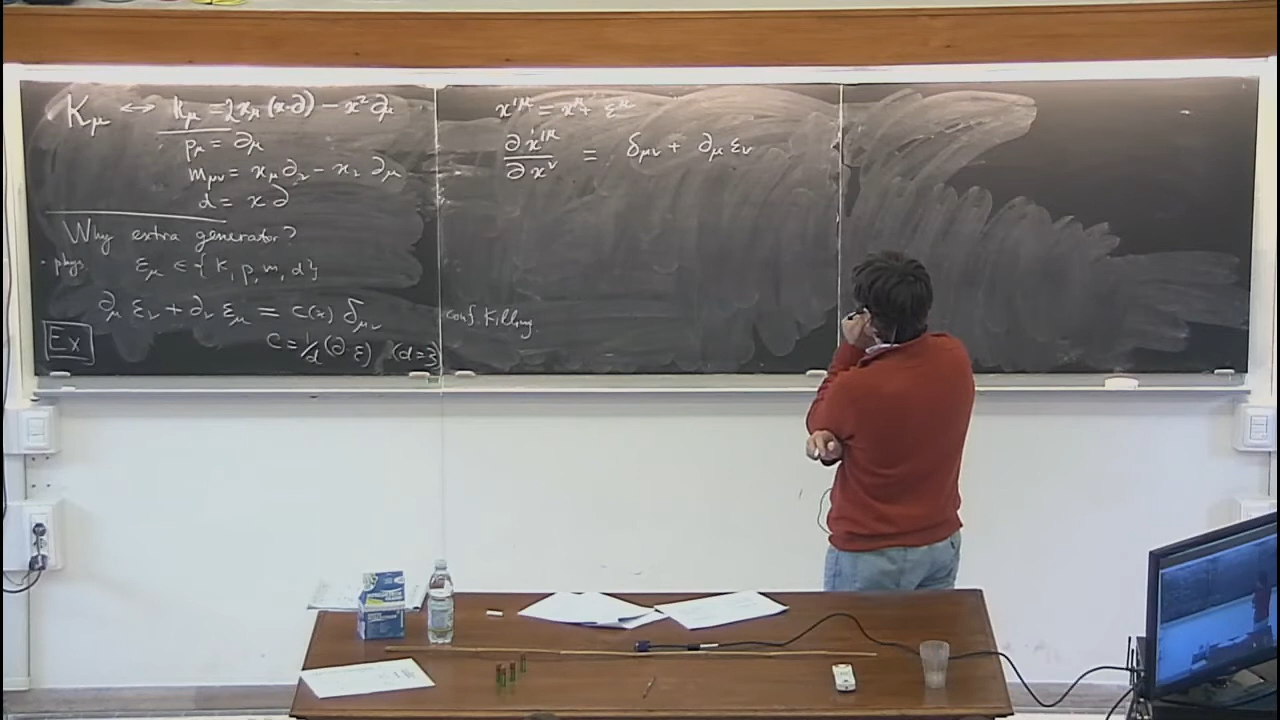 K_μ ↔ k_μ = 2x_μ (x·∂) − x² ∂_μ
p_μ = ∂_μ
m_μν = x_μ ∂_ν − x_ν ∂_μ
d = x ∂
Why extra generator?
· phys. ε_μ ∈ { k, p, m, d }
∂_μ ε_ν + ∂_ν ε_μ = c(x) δ_μν conf. Killing.
Ex
c = 1/d (∂ ε) (d=3)
x'^μ = x^μ + ε^μ
∂x'^μ / ∂x^ν = δ_μν + ∂_μ ε_ν